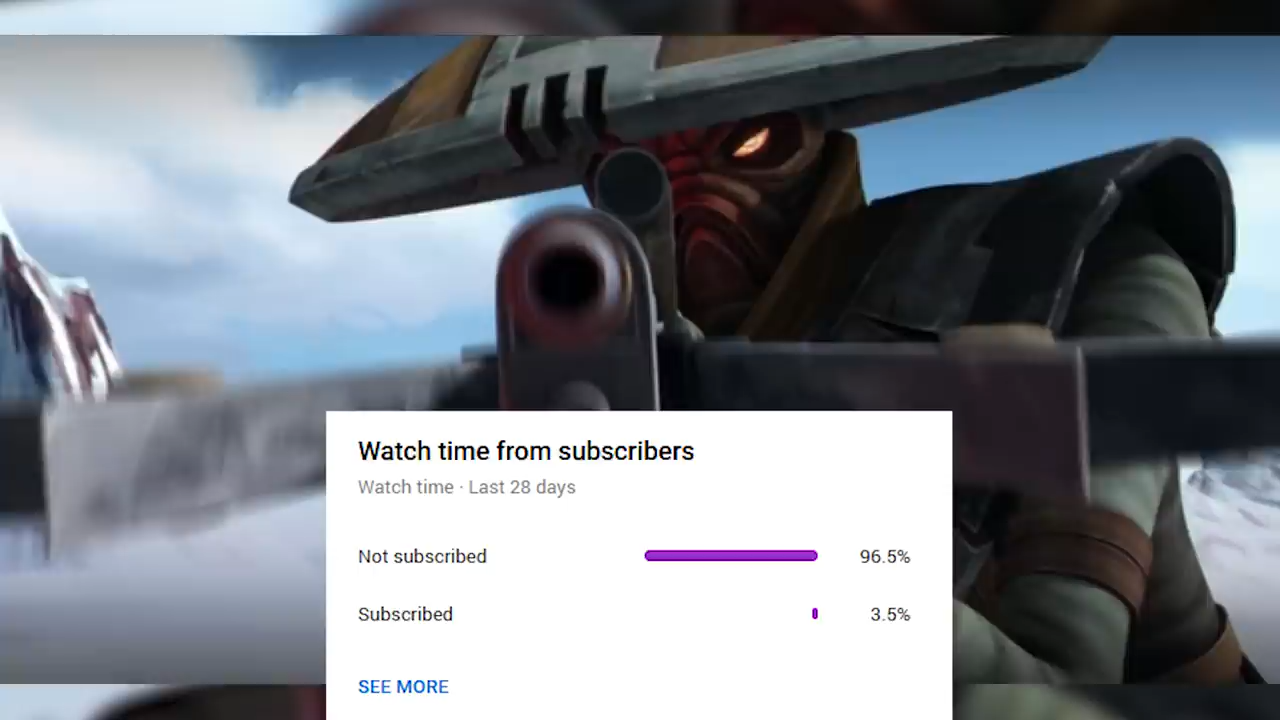 Watch time from subscribers
Watch time · Last 28 days
Not subscribed 96.5%
Subscribed 3.5%
SEE MORE